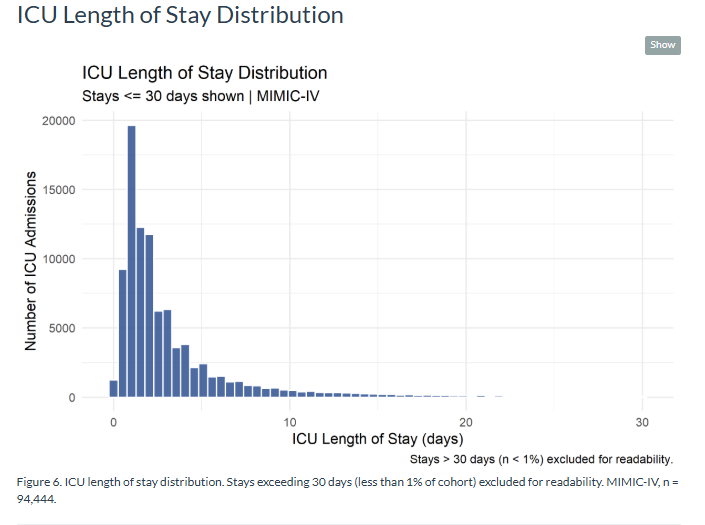 ICU Length of Stay Distribution
Show
ICU Length of Stay Distribution
Stays <= 30 days shown | MIMIC-IV
20000
15000
10000
5000
0
Number of ICU Admissions
0 10 20 30
ICU Length of Stay (days)
Stays > 30 days (n < 1%) excluded for readability.
Figure 6. ICU length of stay distribution. Stays exceeding 30 days (less than 1% of cohort) excluded for readability. MIMIC-IV, n =
94,444.